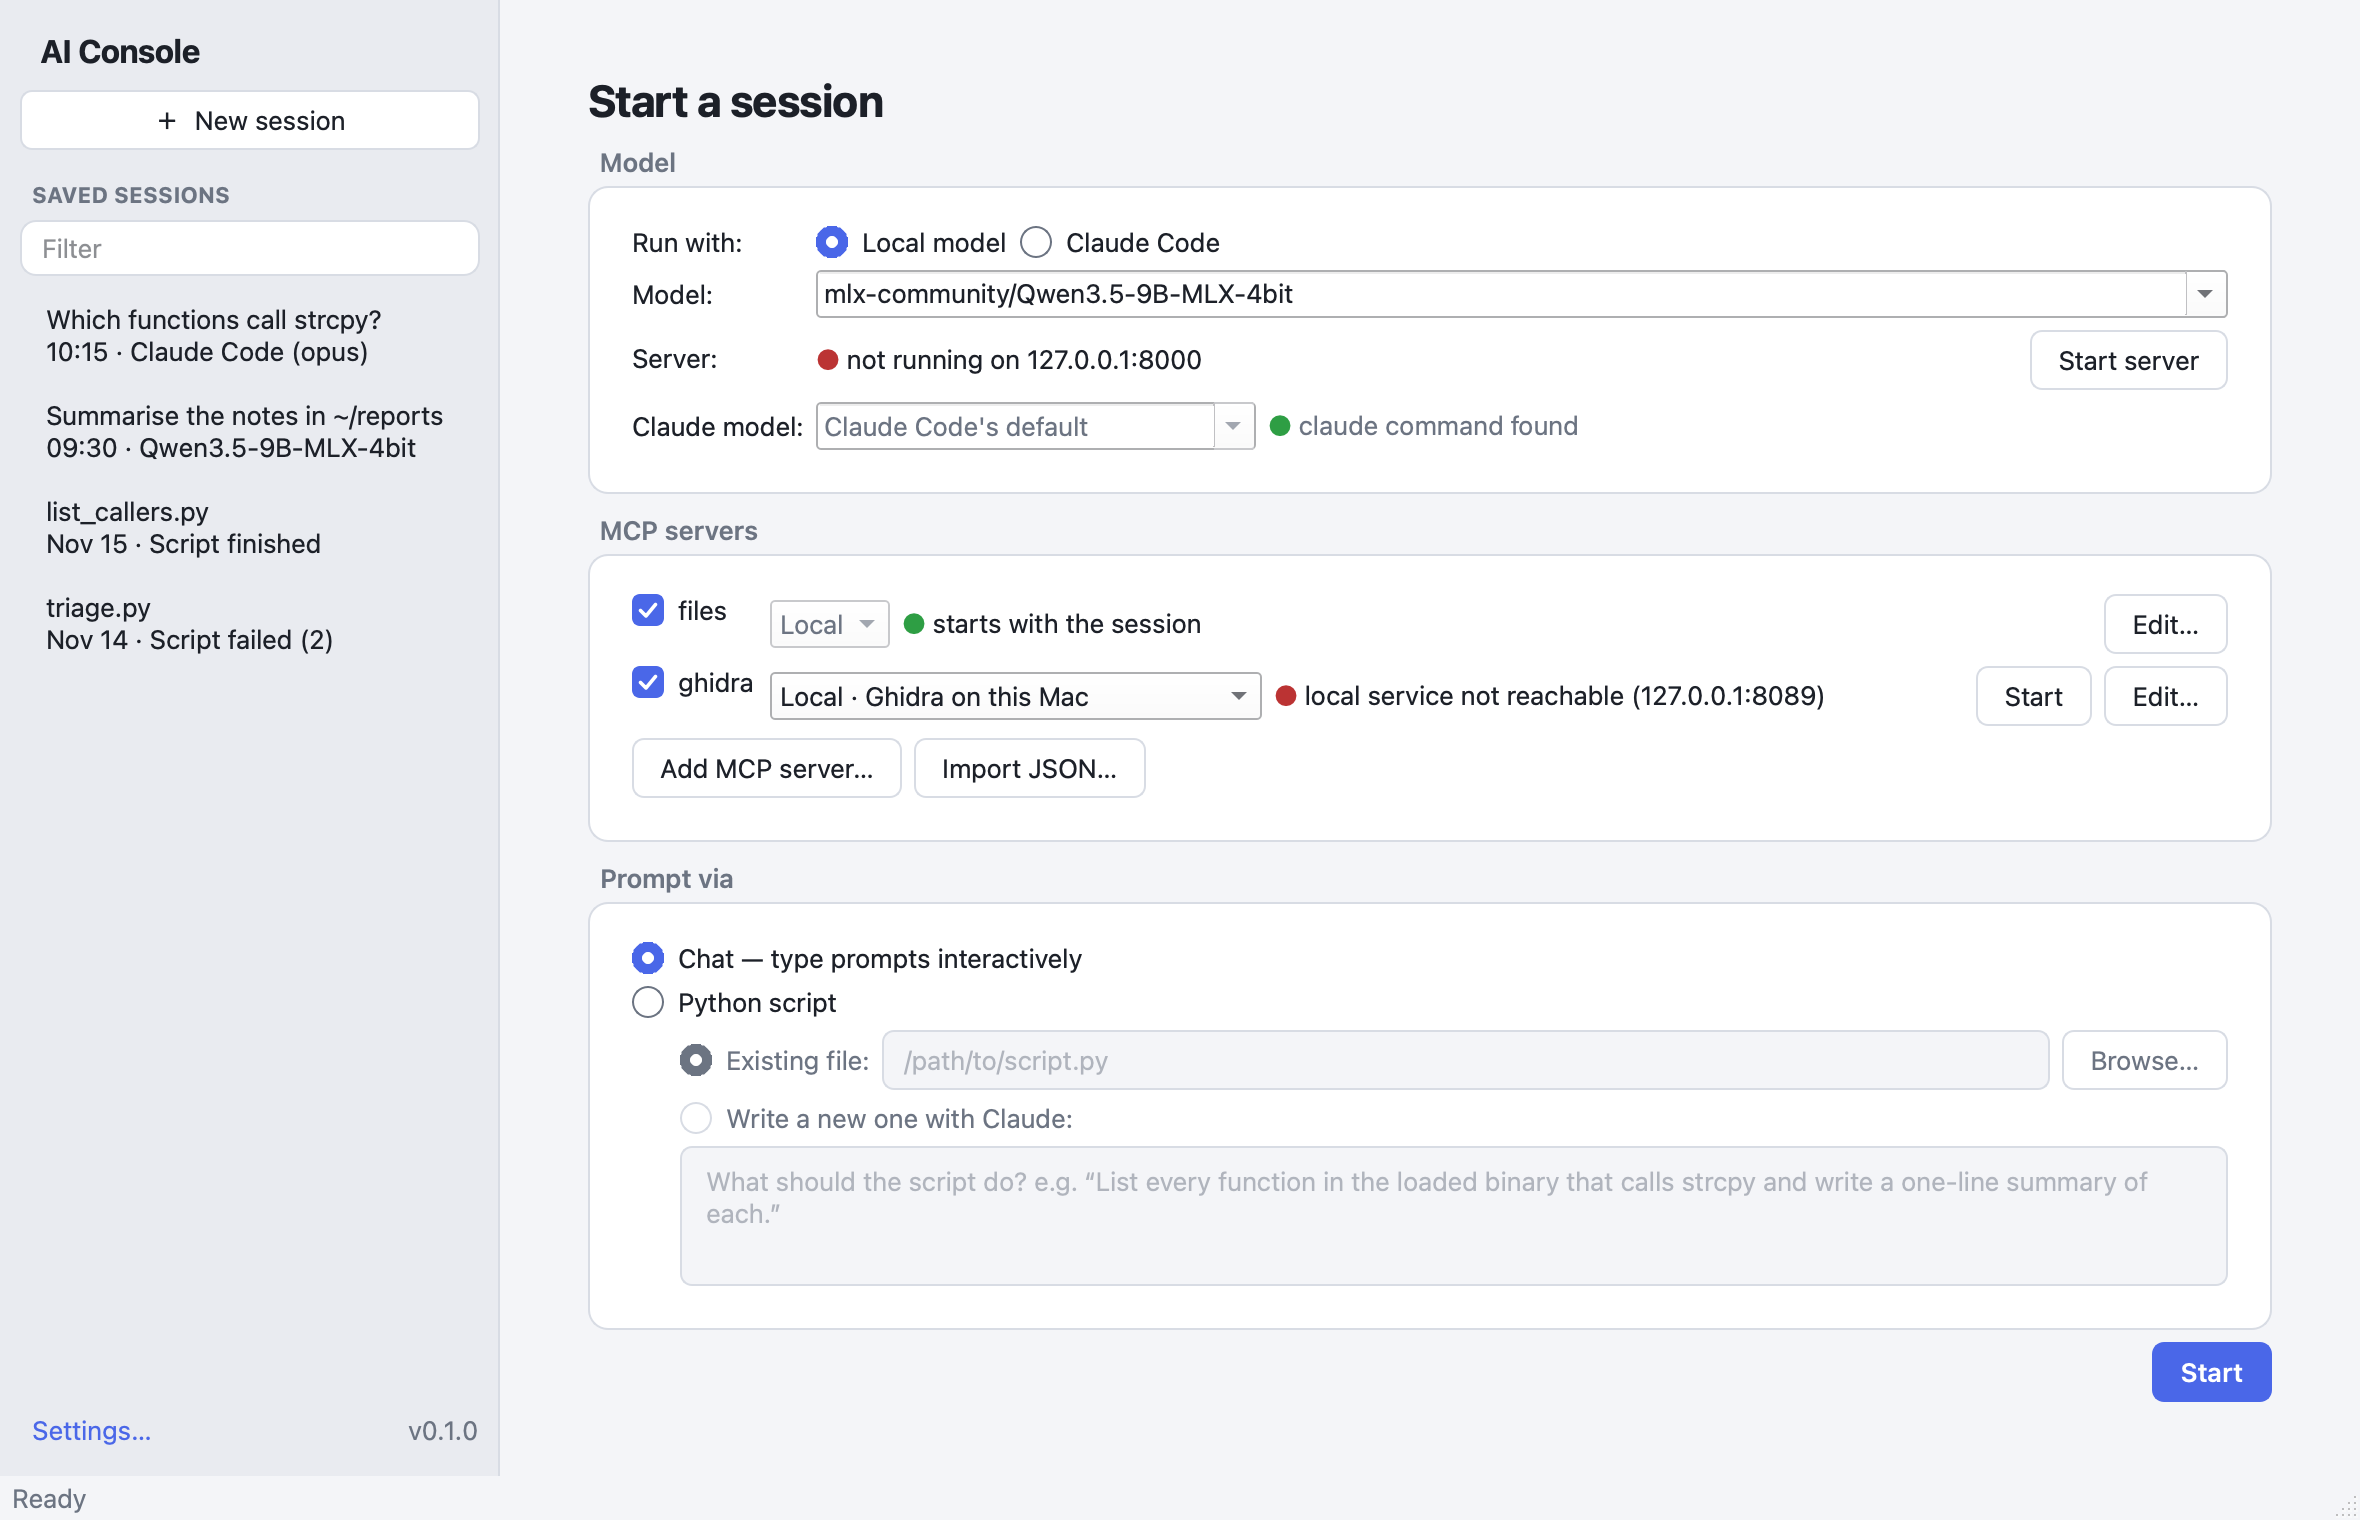 AI Console
+ New session
SAVED SESSIONS
Filter
Which functions call strcpy?
10:15 · Claude Code (opus)
Summarise the notes in ~/reports
09:30 · Qwen3.5-9B-MLX-4bit
list_callers.py
Nov 15 · Script finished
triage.py
Nov 14 · Script failed (2)
Settings...
v0.1.0
Ready
Start a session
Model
Run with: Local model Claude Code
Model: mlx-community/Qwen3.5-9B-MLX-4bit
Server: not running on 127.0.0.1:8000 Start server
Claude model: Claude Code's default claude command found
MCP servers
files Local starts with the session Edit...
ghidra Local · Ghidra on this Mac local service not reachable (127.0.0.1:8089) Start Edit...
Add MCP server... Import JSON...
Prompt via
Chat — type prompts interactively
Python script
Existing file: /path/to/script.py Browse...
Write a new one with Claude:
What should the script do? e.g. “List every function in the loaded binary that calls strcpy and write a one-line summary of
each.”
Start